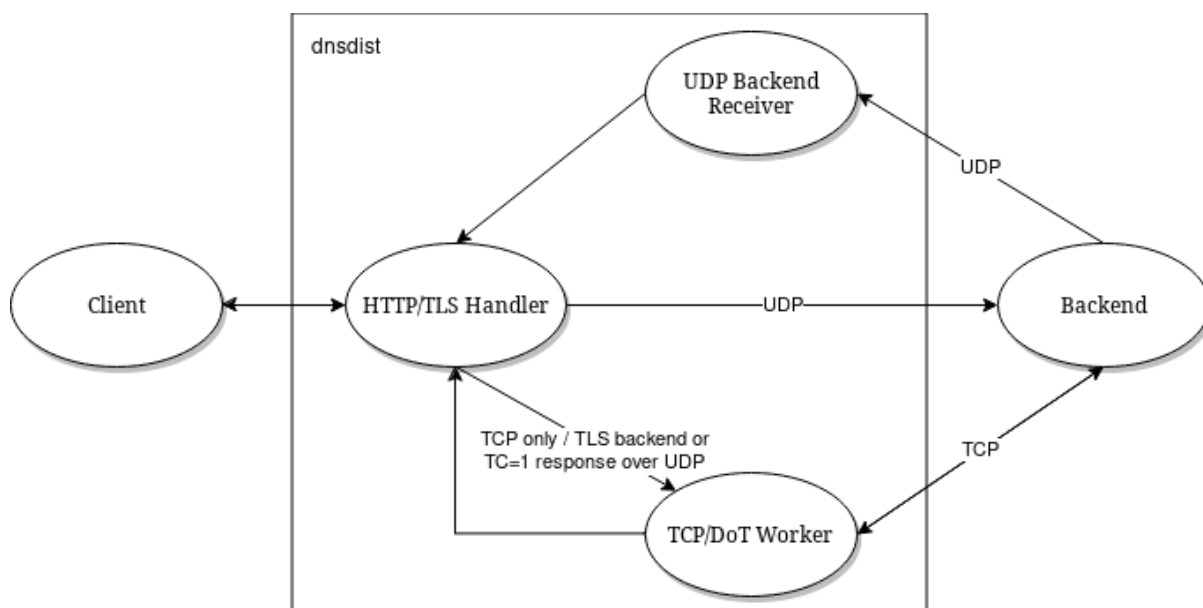 dnsdist
UDP Backend
Receiver
UDP
Client
HTTP/TLS Handler
UDP
Backend
TCP only / TLS backend or
TC=1 response over UDP
TCP
TCP/DoT Worker